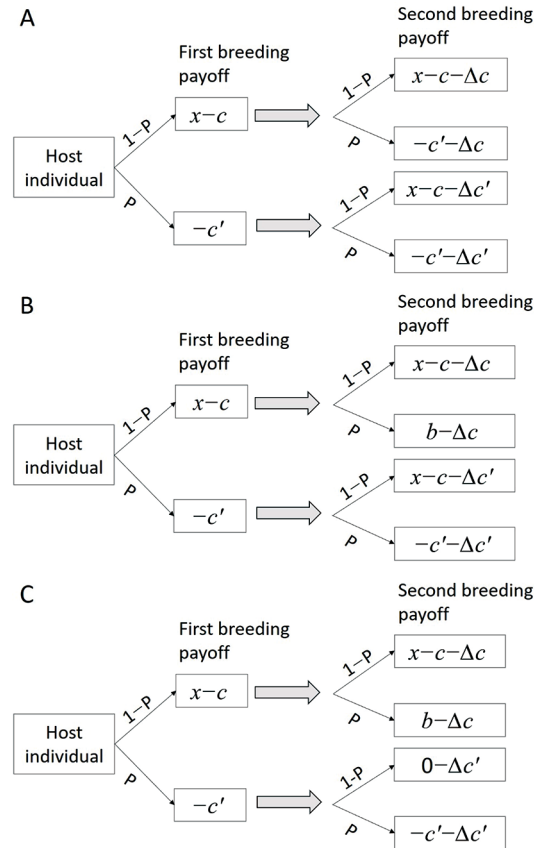 A
Second breeding
payoff
First breeding
payoff
1−P
x−c−Δc
1−P
x−c
P
−c′−Δc
Host
individual
1−P
x−c−Δc′
P
−c′
P
−c′−Δc′
B
Second breeding
payoff
First breeding
payoff
1−P
x−c−Δc
1−P
x−c
P
b−Δc
Host
individual
1−P
x−c−Δc′
P
−c′
P
−c′−Δc′
C
Second breeding
payoff
First breeding
payoff
1−P
x−c−Δc
1−P
x−c
P
b−Δc
Host
individual
1-P
0−Δc′
P
−c′
P
−c′−Δc′